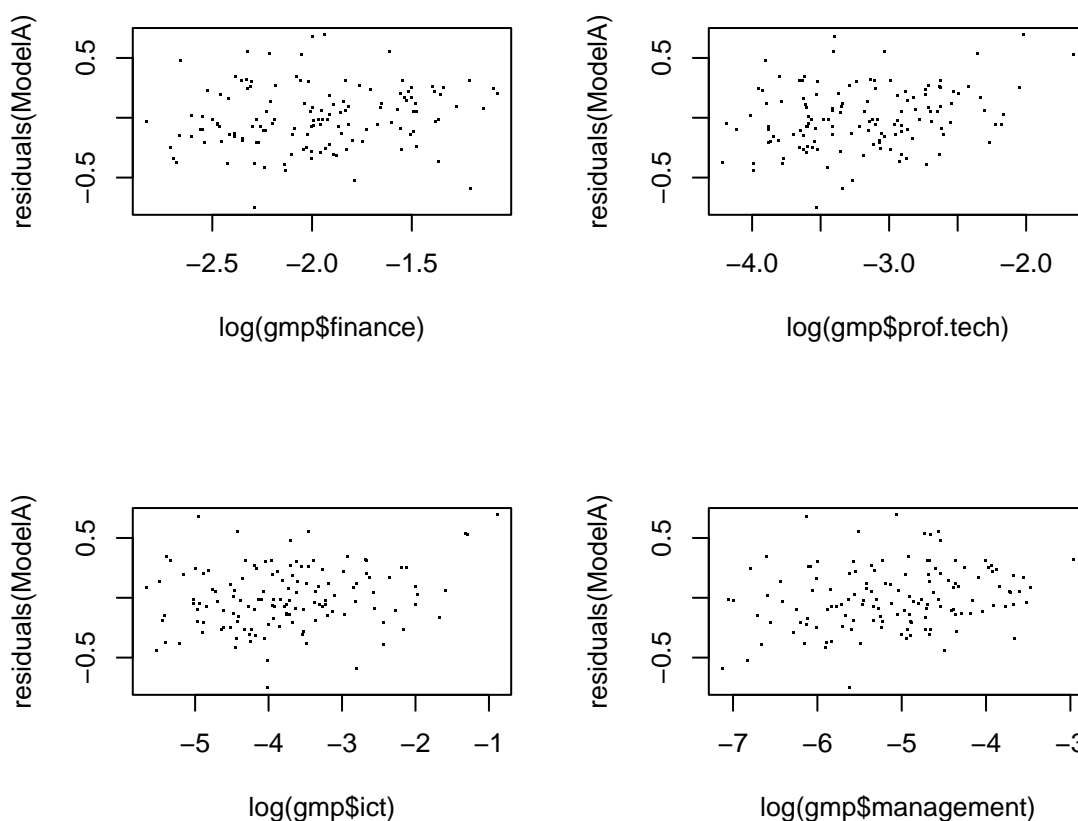 residuals(ModelA)
0.5
−0.5
−2.5 −2.0 −1.5
log(gmp$finance)
residuals(ModelA)
0.5
−0.5
−4.0 −3.0 −2.0
log(gmp$prof.tech)
residuals(ModelA)
0.5
−0.5
−5 −4 −3 −2 −1
log(gmp$ict)
residuals(ModelA)
0.5
−0.5
−7 −6 −5 −4 −3
log(gmp$management)